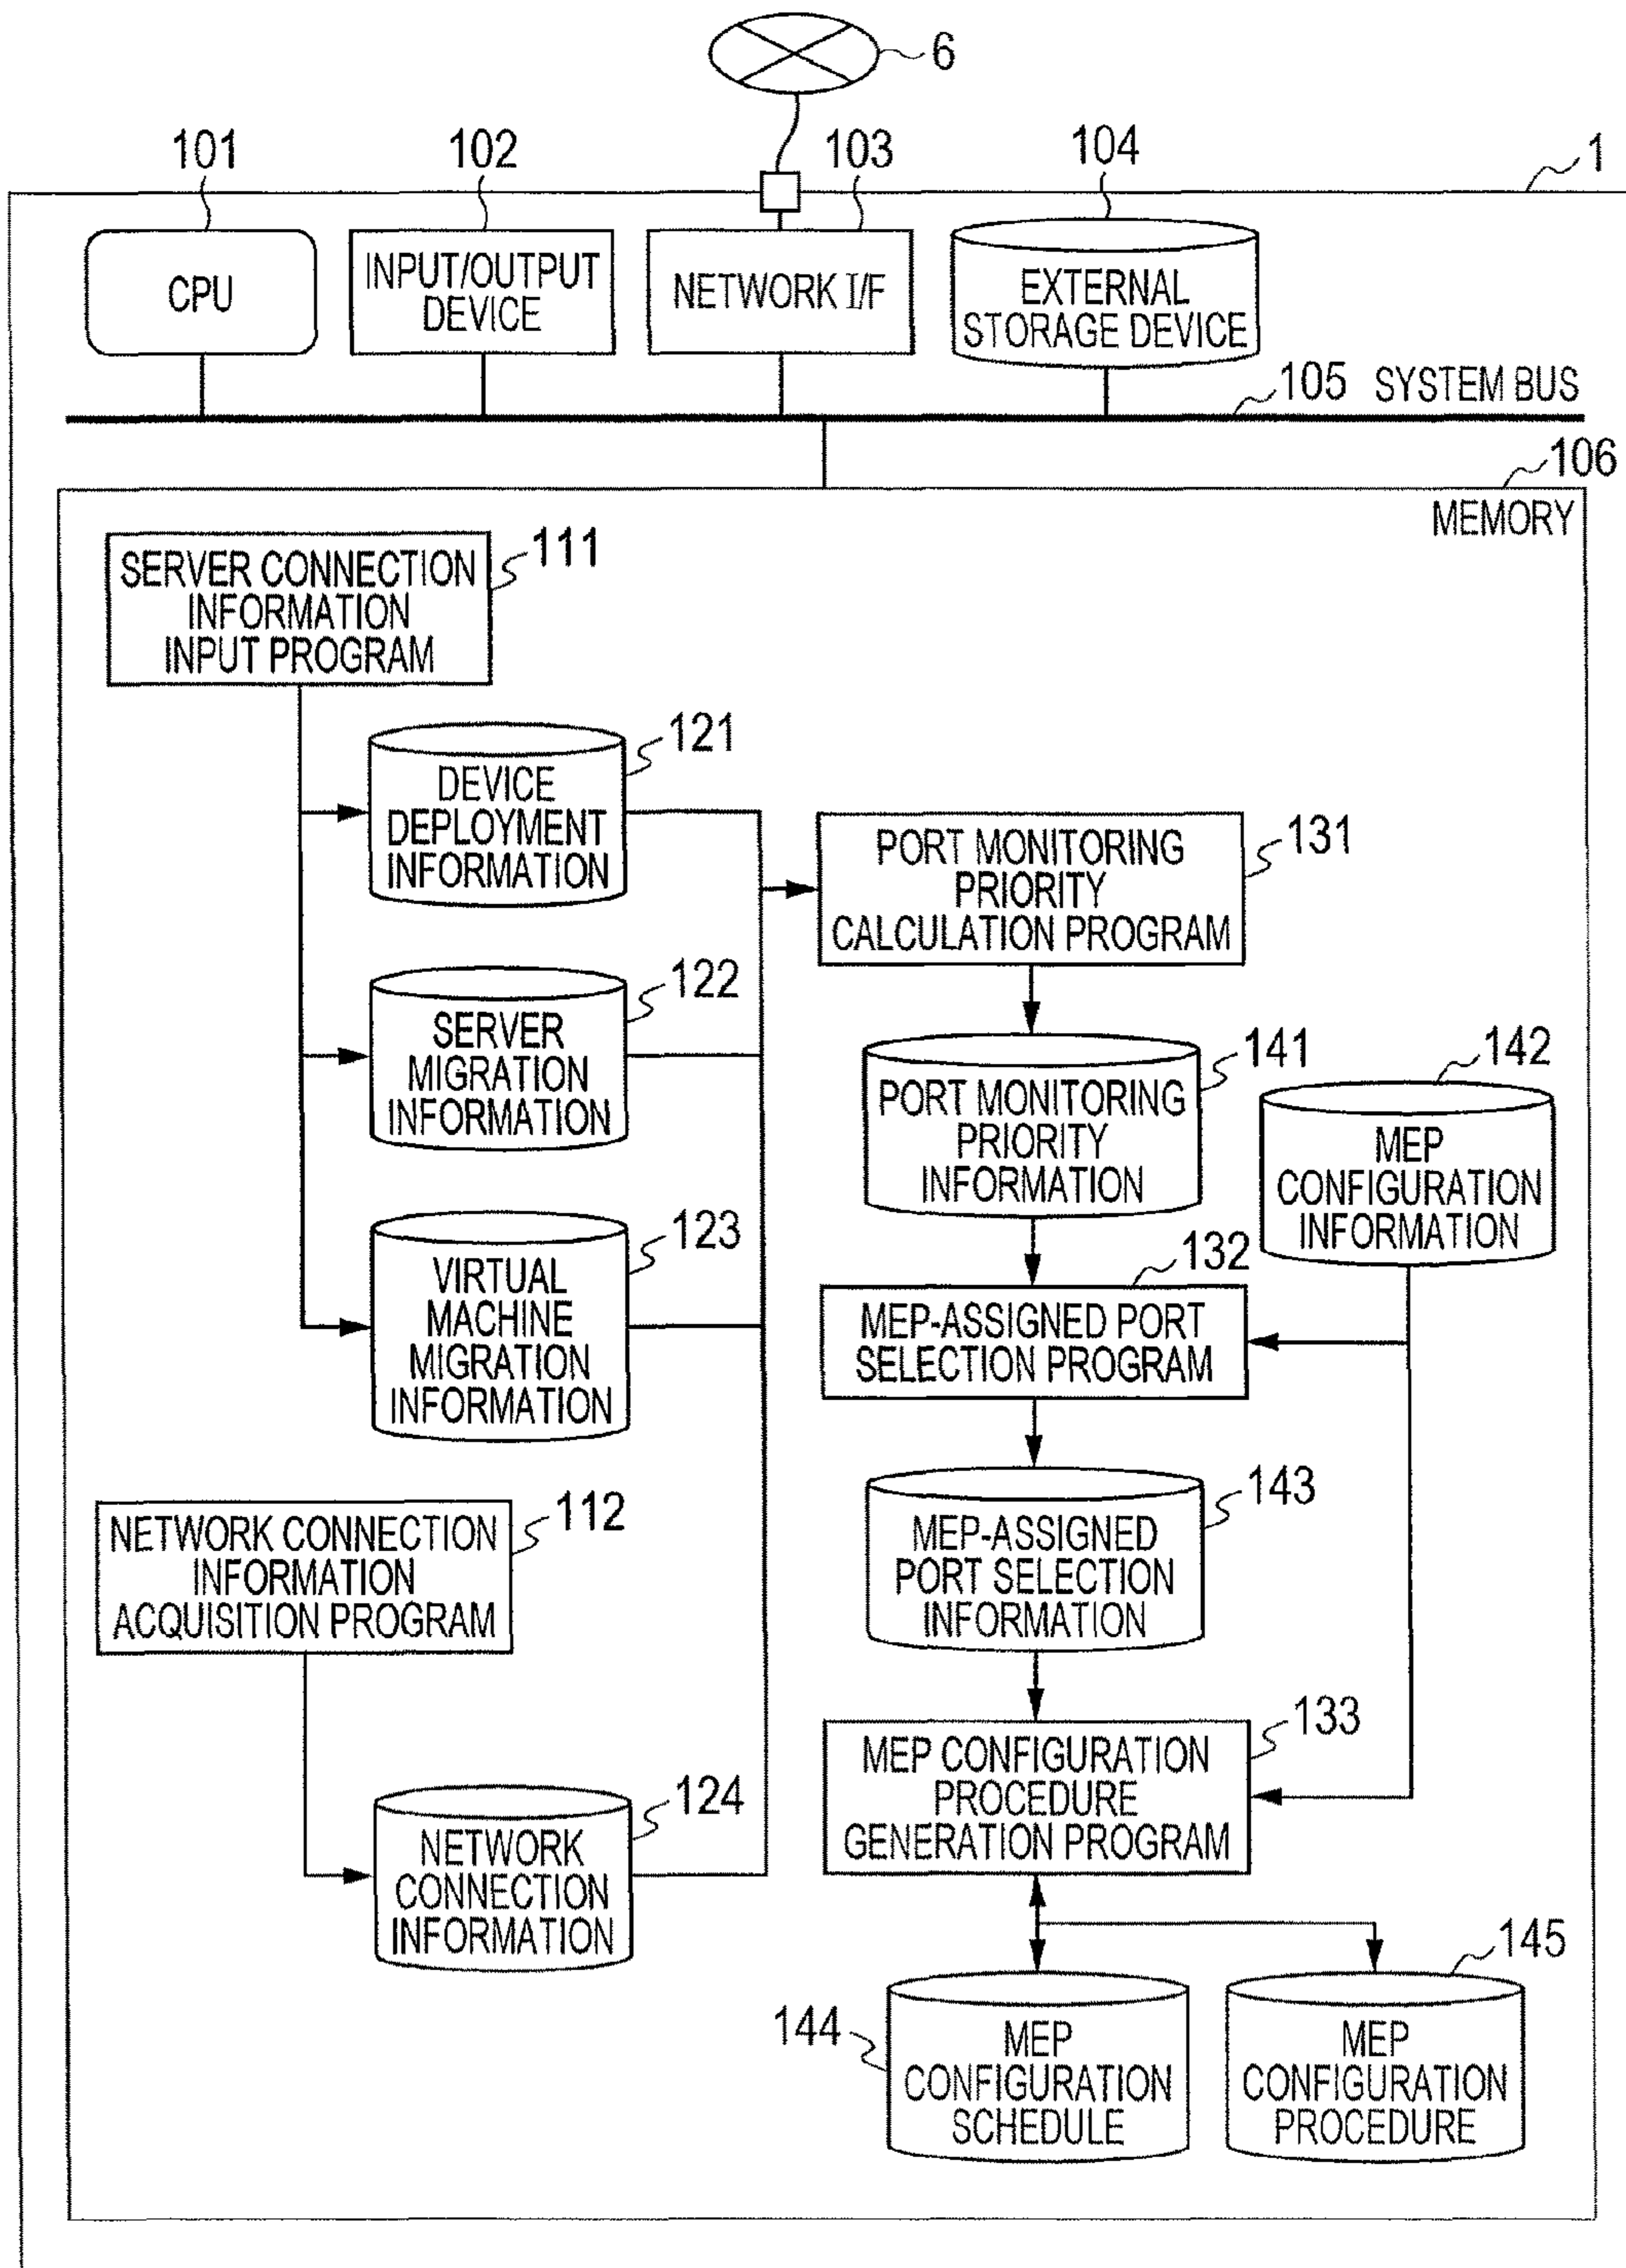 6
101
102
103
104
1
CPU
INPUT/OUTPUT
DEVICE
NETWORK I/F
EXTERNAL
STORAGE DEVICE
105
SYSTEM BUS
106
MEMORY
SERVER CONNECTION
INFORMATION
INPUT PROGRAM
111
DEVICE
DEPLOYMENT
INFORMATION
121
PORT MONITORING
PRIORITY
CALCULATION PROGRAM
131
SERVER
MIGRATION
INFORMATION
122
PORT MONITORING
PRIORITY
INFORMATION
141
142
MEP
CONFIGURATION
INFORMATION
VIRTUAL
MACHINE
MIGRATION
INFORMATION
123
132
MEP-ASSIGNED PORT
SELECTION PROGRAM
NETWORK CONNECTION
INFORMATION
ACQUISITION PROGRAM
112
MEP-ASSIGNED
PORT SELECTION
INFORMATION
143
MEP CONFIGURATION
PROCEDURE
GENERATION PROGRAM
133
NETWORK
CONNECTION
INFORMATION
124
144
MEP
CONFIGURATION
SCHEDULE
145
MEP
CONFIGURATION
PROCEDURE